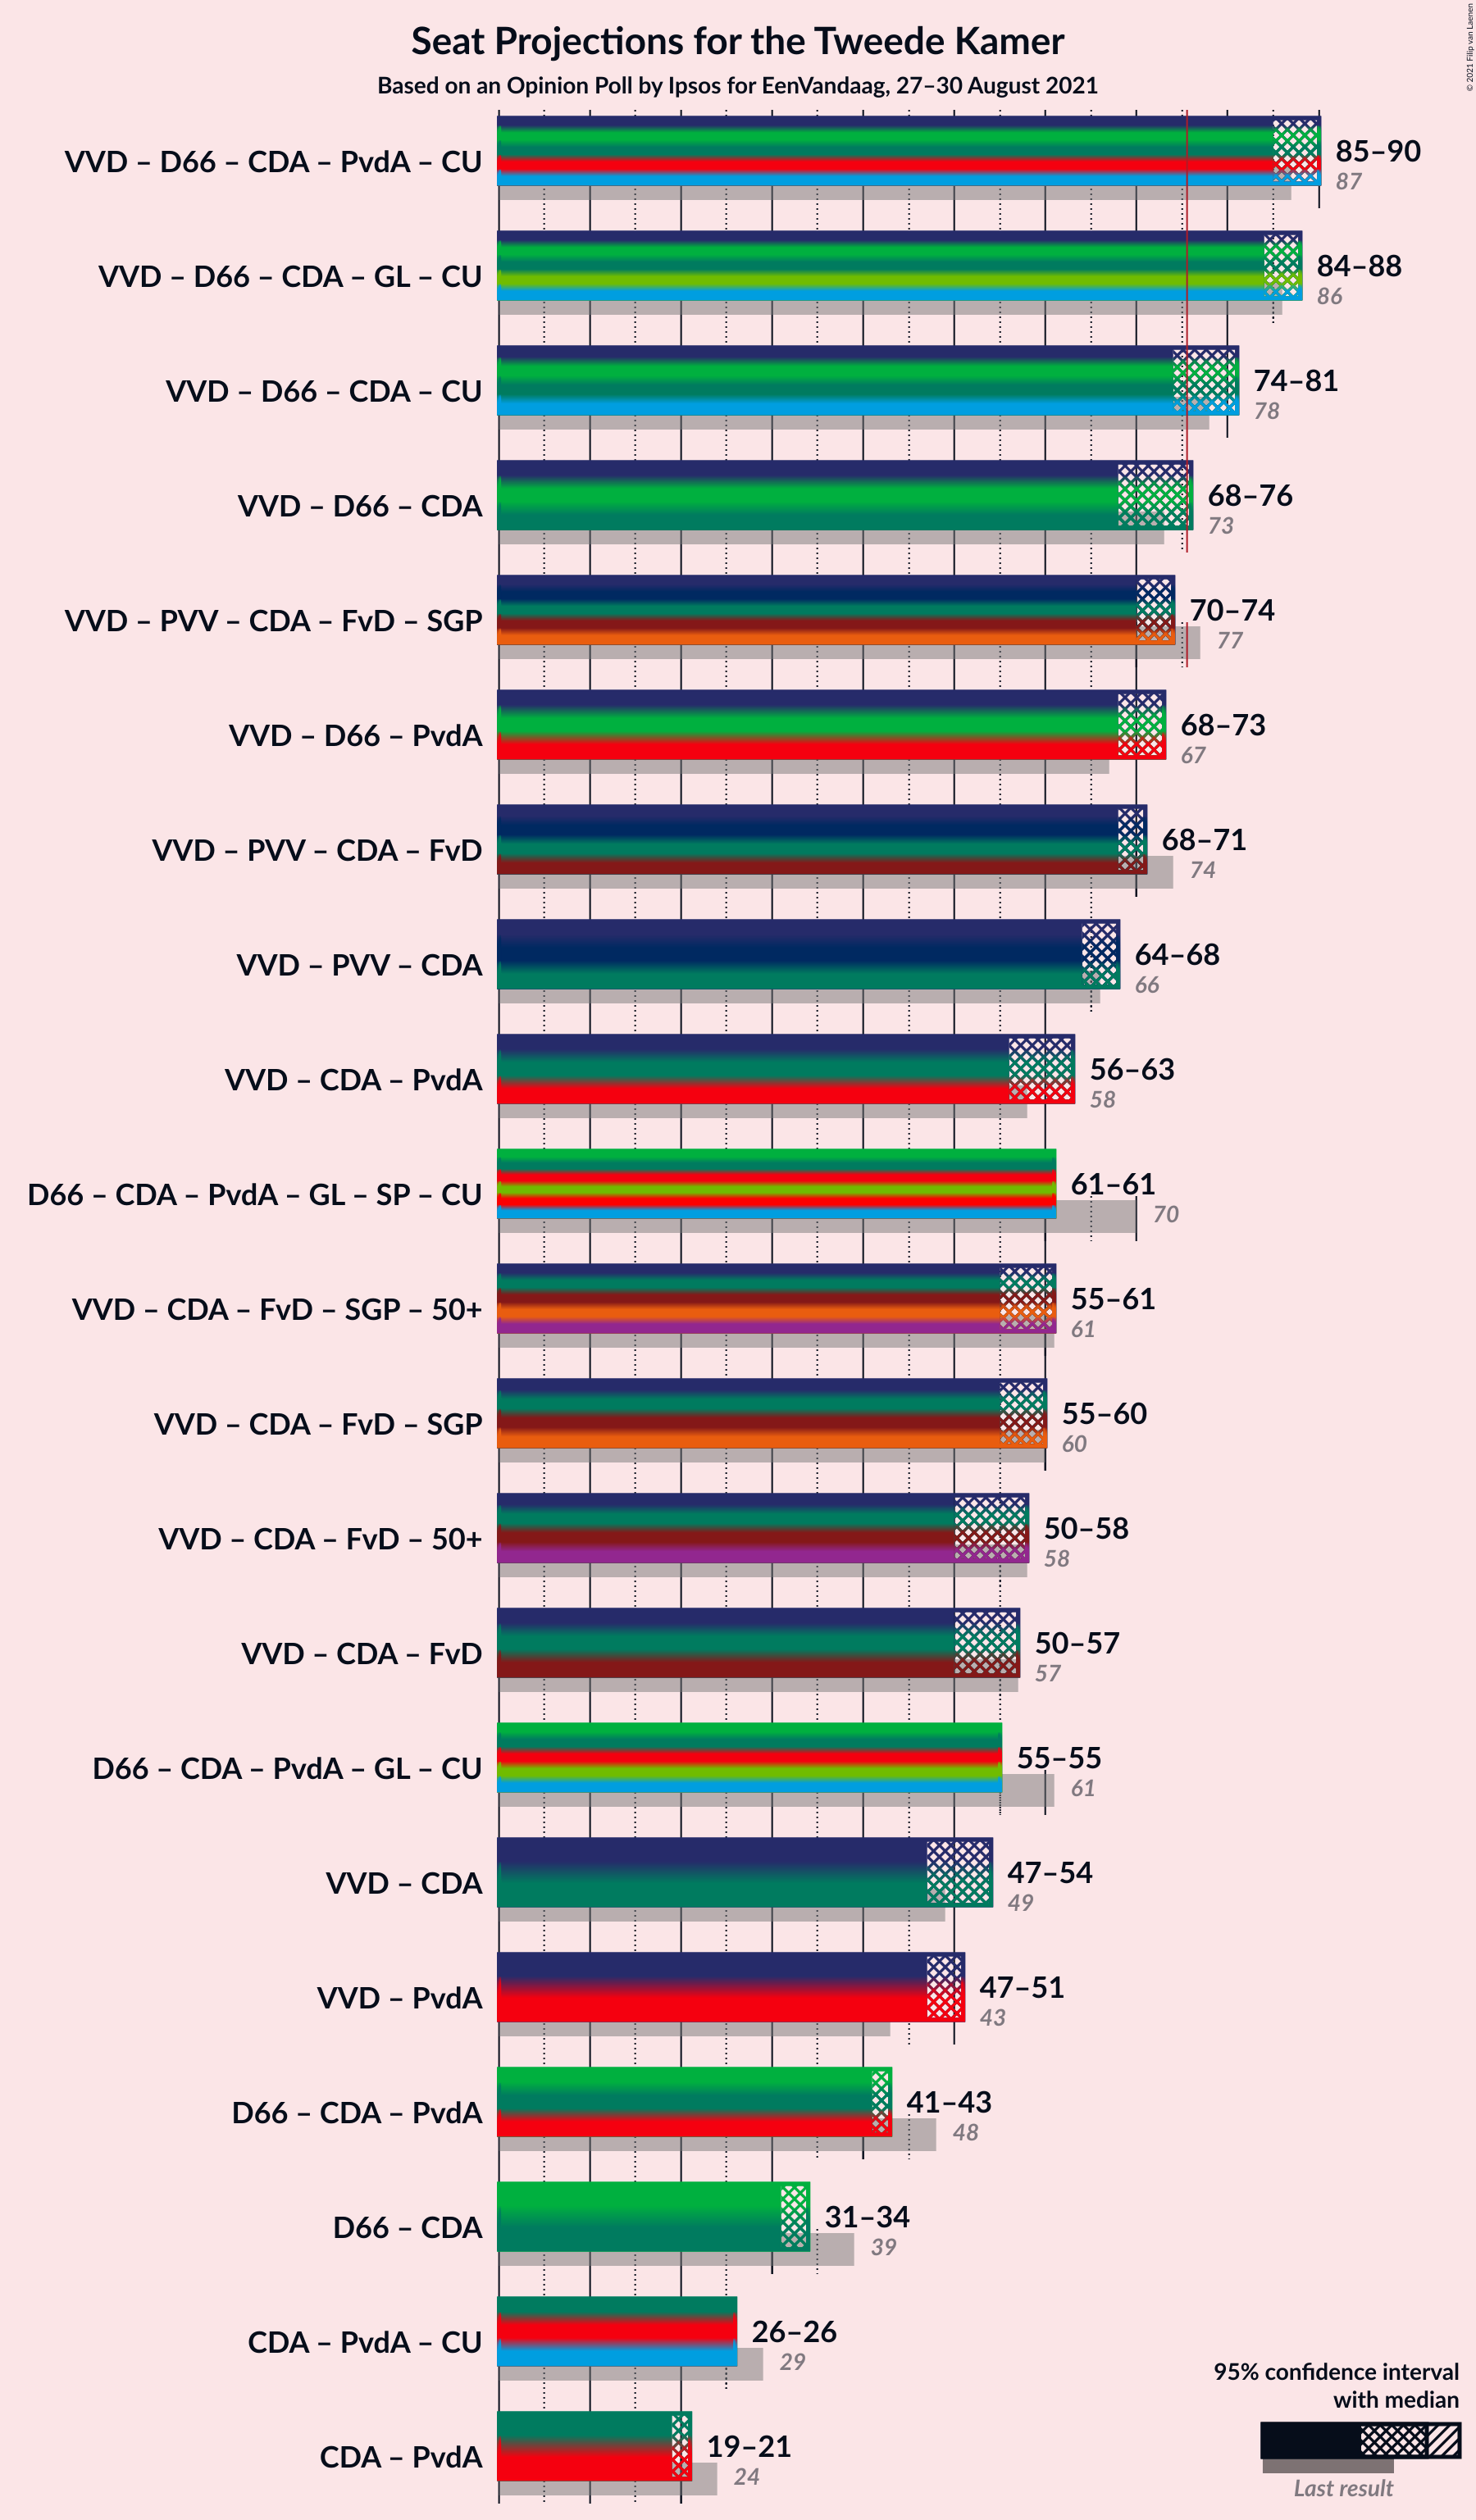 Seat Projections for the Tweede Kamer
Based on an Opinion Poll by Ipsos for EenVandaag, 27–30 August 2021
© 2021 Filip van Laenen
VVD – D66 – CDA – PvdA – CU
85–90
87
VVD – D66 – CDA – GL – CU
84–88
86
VVD – D66 – CDA – CU
74–81
78
VVD – D66 – CDA
68–76
73
VVD – PVV – CDA – FvD – SGP
70–74
77
VVD – D66 – PvdA
68–73
67
VVD – PVV – CDA – FvD
68–71
74
VVD – PVV – CDA
64–68
66
VVD – CDA – PvdA
56–63
58
D66 – CDA – PvdA – GL – SP – CU
61–61
70
VVD – CDA – FvD – SGP – 50+
55–61
61
VVD – CDA – FvD – SGP
55–60
60
VVD – CDA – FvD – 50+
50–58
58
VVD – CDA – FvD
50–57
57
D66 – CDA – PvdA – GL – CU
55–55
61
VVD – CDA
47–54
49
VVD – PvdA
47–51
43
D66 – CDA – PvdA
41–43
48
D66 – CDA
31–34
39
CDA – PvdA – CU
26–26
29
CDA – PvdA
19–21
24
95% confidence interval
with median
Last result